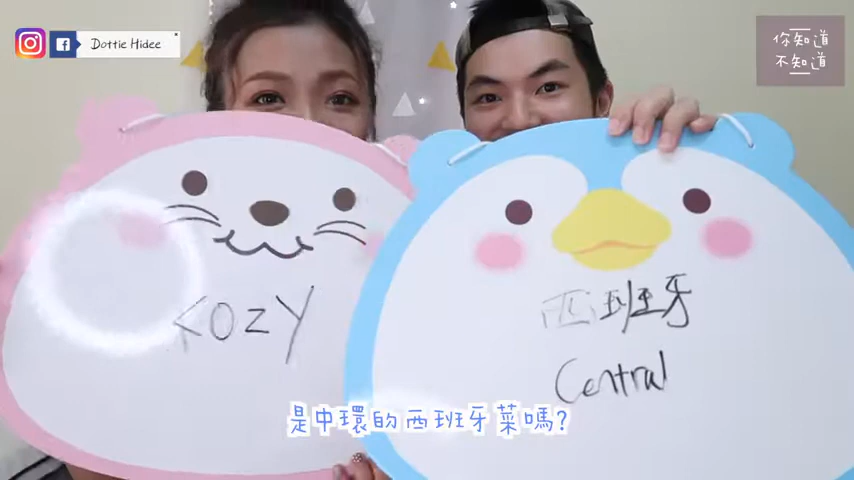 Dottie Hidee
你知道
不知道
KOZY
西班牙
Central
是中環的西班牙菜嗎?